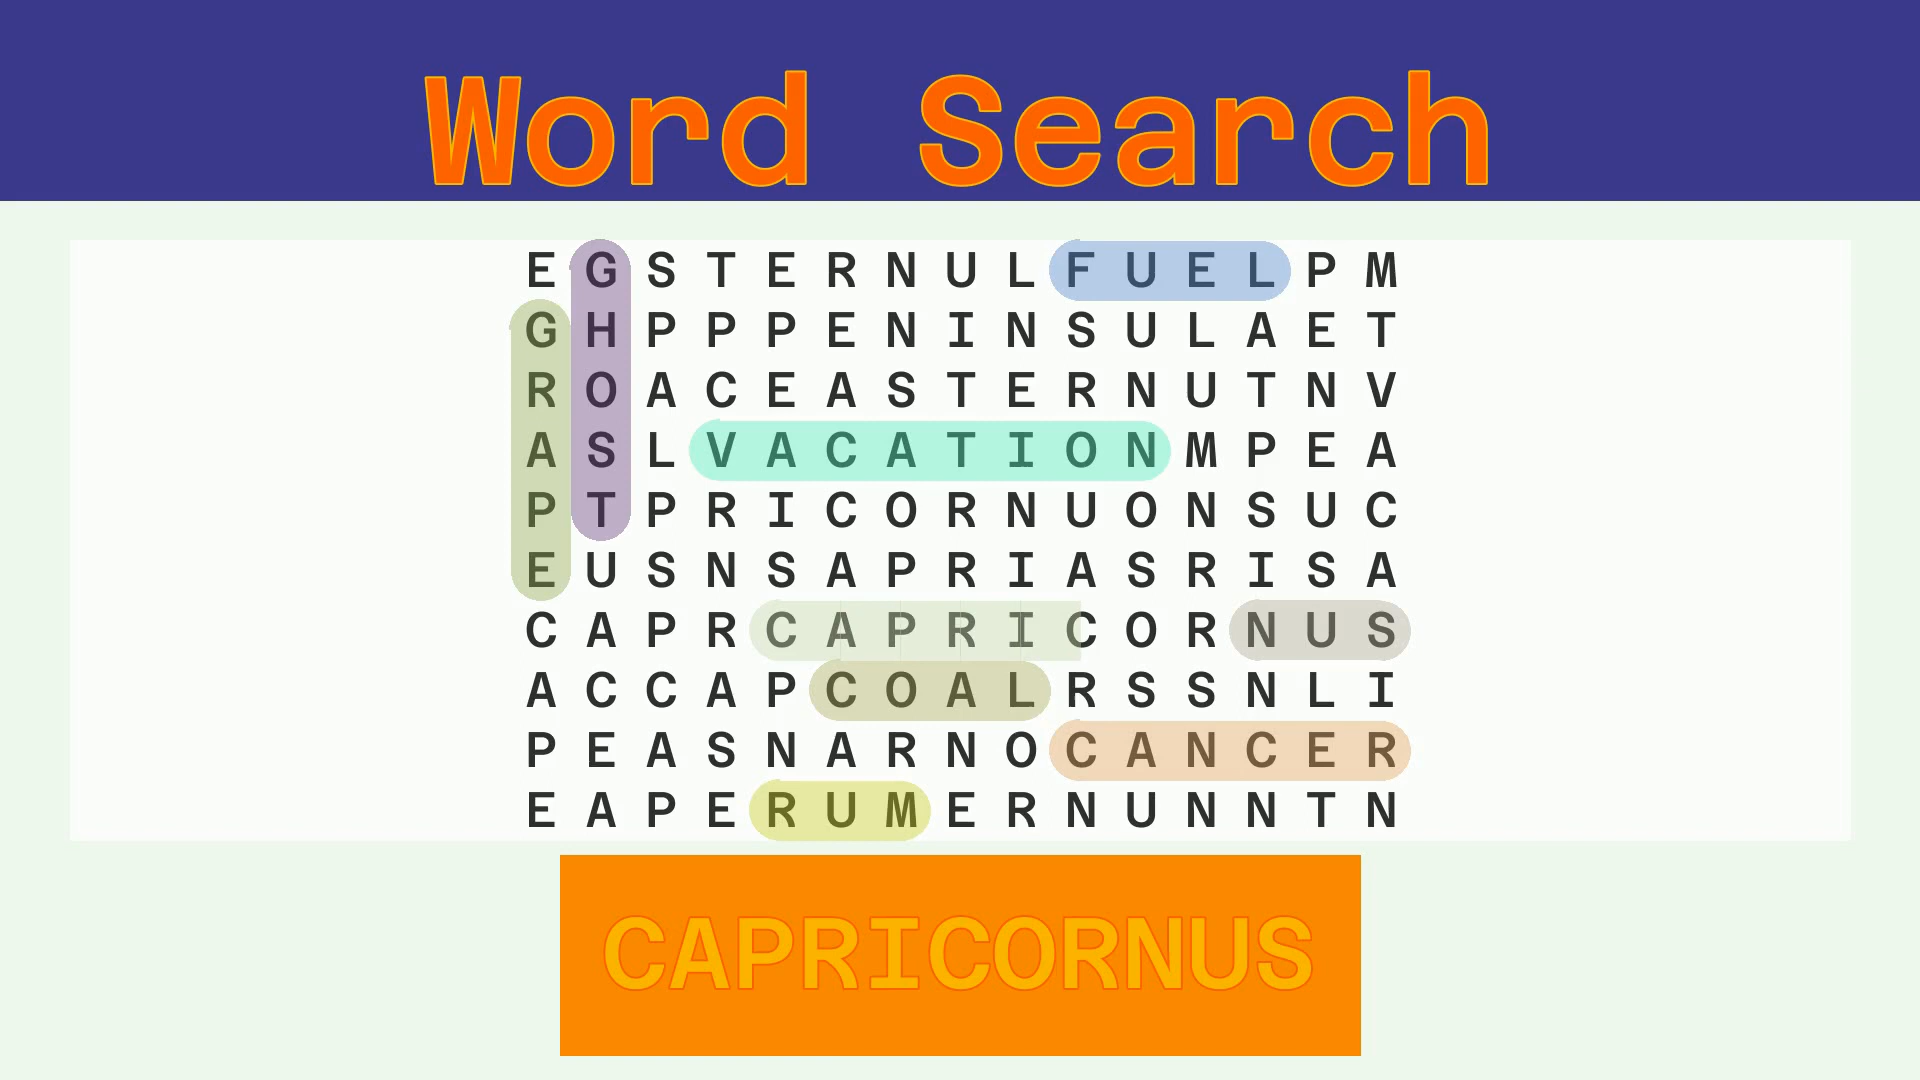 Word Search
E G S T E R N U L F U E L P M
G H P P P E N I N S U L A E T
R O A C E A S T E R N U T N V
A S L V A C A T I O N M P E A
P T P R I C O R N U O N S U C
E U S N S A P R I A S R I S A
C A P R C A P R I C O R N U S
A C C A P C O A L R S S N L I
P E A S N A R N O C A N C E R
E A P E R U M E R N U N N T N
CAPRICORNUS